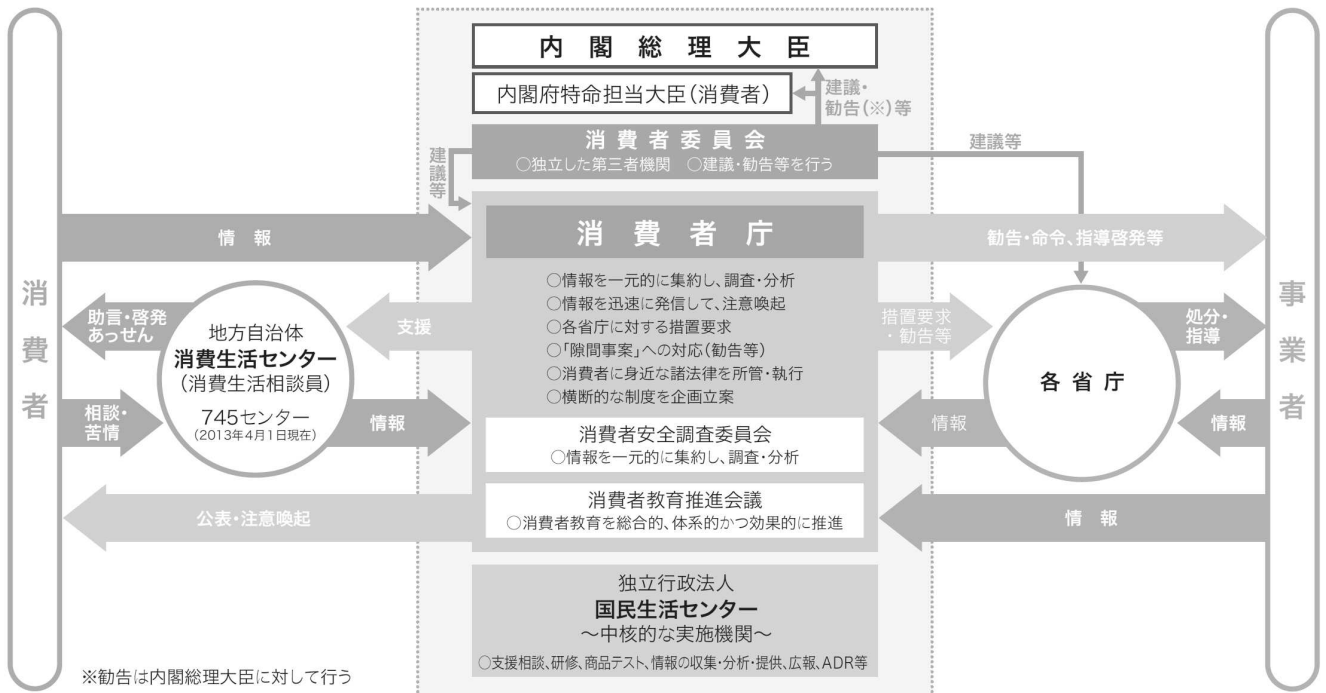 内閣総理大臣
内閣府特命担当大臣（消費者）
建議・
勧告(※)等
消費者委員会
○独立した第三者機関　○建議・勧告等を行う
建議等
建議等
消費者
事業者
情報
消費者庁
勧告・命令、指導啓発等
○情報を一元的に集約し、調査・分析
○情報を迅速に発信して、注意喚起
○各省庁に対する措置要求
○「隙間事案」への対応（勧告等）
○消費者に身近な諸法律を所管・執行
○横断的な制度を企画立案
助言・啓発
あっせん
地方自治体
消費生活センター
（消費生活相談員）
745センター
（2013年4月1日現在）
支援
措置要求
・勧告等
処分・
指導
各省庁
相談・
苦情
情報
情報
情報
消費者安全調査委員会
○情報を一元的に集約し、調査・分析
消費者教育推進会議
○消費者教育を総合的、体系的かつ効果的に推進
公表・注意喚起
情報
独立行政法人
国民生活センター
～中核的な実施機関～
○支援相談、研修、商品テスト、情報の収集・分析・提供、広報、ADR等
※勧告は内閣総理大臣に対して行う